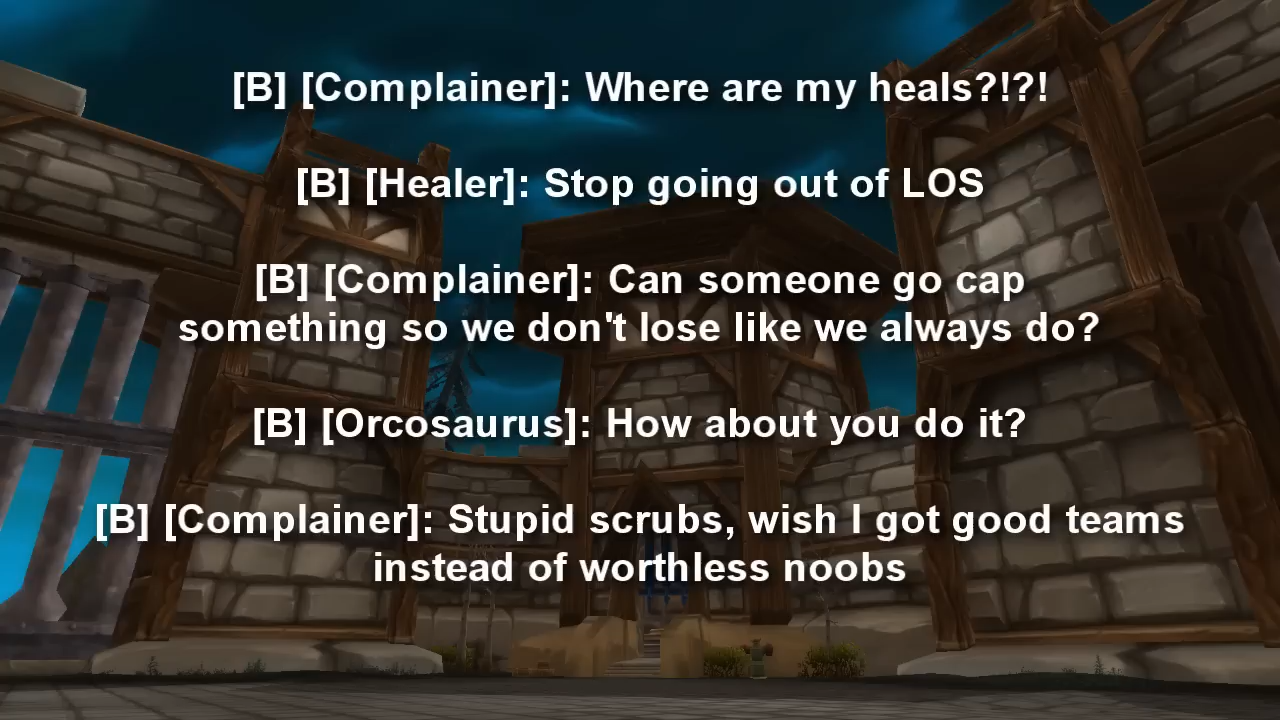 [B] [Complainer]: Where are my heals?!?!
[B] [Healer]: Stop going out of LOS
[B] [Complainer]: Can someone go cap
something so we don't lose like we always do?
[B] [Orcosaurus]: How about you do it?
[B] [Complainer]: Stupid scrubs, wish I got good teams
instead of worthless noobs